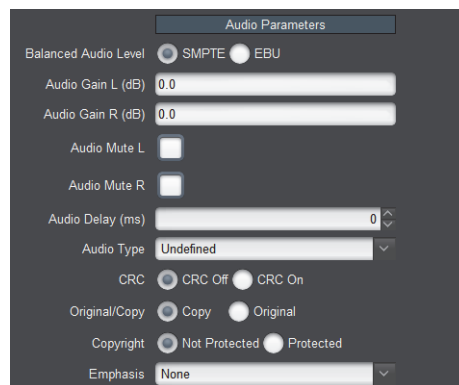 Audio Parameters
Balanced Audio Level SMPTE EBU
Audio Gain L (dB) 0.0
Audio Gain R (dB) 0.0
Audio Mute L
Audio Mute R
Audio Delay (ms) 0
Audio Type Undefined
CRC CRC Off CRC On
Original/Copy Copy Original
Copyright Not Protected Protected
Emphasis None